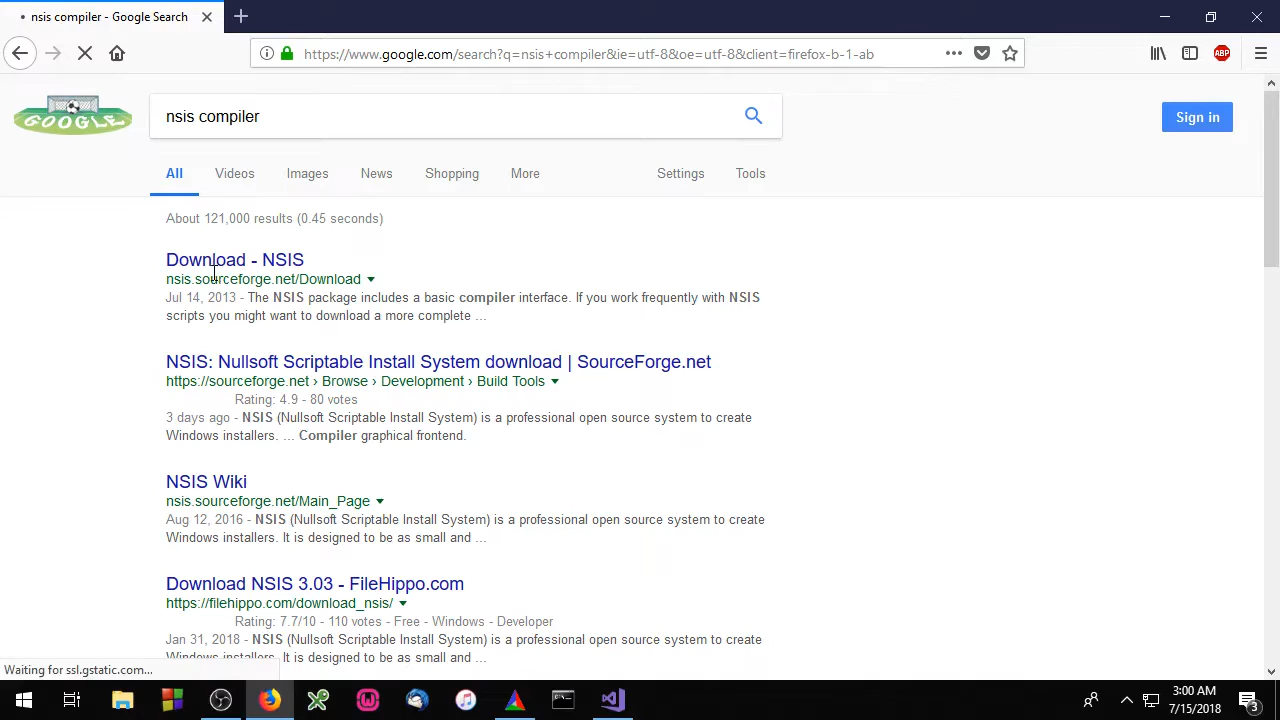 nsis compiler - Google Search
https://www.google.com/search?q=nsis+compiler&ie=utf-8&oe=utf-8&client=firefox-b-1-ab
ABP
GOOGLE
nsis compiler
Sign in
All Videos Images News Shopping More Settings Tools
About 121,000 results (0.45 seconds)
Download - NSIS
nsis.sourceforge.net/Download
Jul 14, 2013 - The NSIS package includes a basic compiler interface. If you work frequently with NSIS
scripts you might want to download a more complete ...
NSIS: Nullsoft Scriptable Install System download | SourceForge.net
https://sourceforge.net › Browse › Development › Build Tools
Rating: 4.9 - 80 votes
3 days ago - NSIS (Nullsoft Scriptable Install System) is a professional open source system to create
Windows installers. ... Compiler graphical frontend.
NSIS Wiki
nsis.sourceforge.net/Main_Page
Aug 12, 2016 - NSIS (Nullsoft Scriptable Install System) is a professional open source system to create
Windows installers. It is designed to be as small and ...
Download NSIS 3.03 - FileHippo.com
https://filehippo.com/download_nsis/
Rating: 7.7/10 - 110 votes - Free - Windows - Developer
Jan 31, 2018 - NSIS (Nullsoft Scriptable Install System) is a professional open source system to create
Windows installers. It is designed to be as small and ...
Waiting for ssl.gstatic.com...
3:00 AM
7/15/2018
3